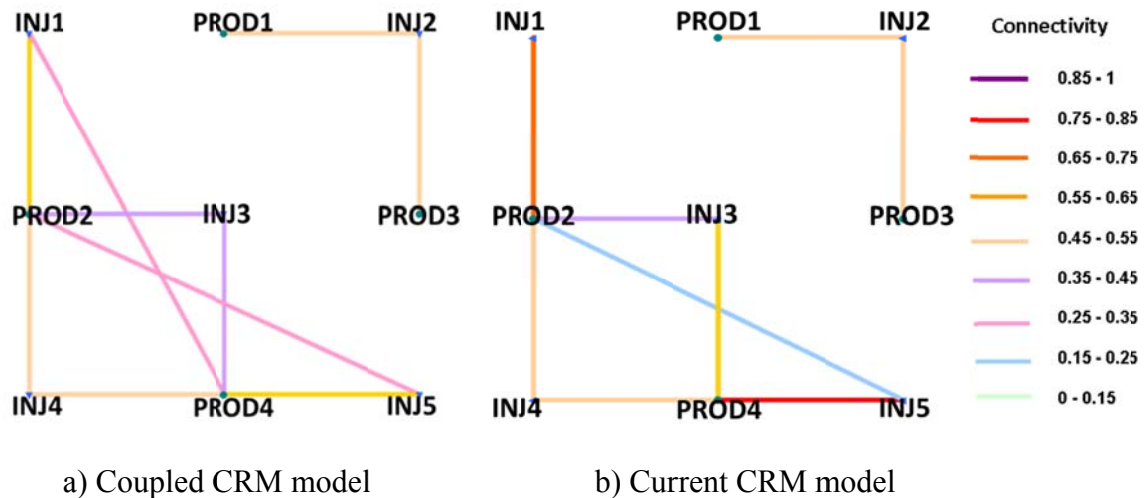 INJ1 PROD1 INJ2 INJ1 PROD1 INJ2 Connectivity
0.85 - 1
0.75 - 0.85
0.65 - 0.75
0.55 - 0.65
PROD2 INJ3 PROD3 PROD2 INJ3 PROD3
0.45 - 0.55
0.35 - 0.45
0.25 - 0.35
0.15 - 0.25
0 - 0.15
INJ4 PROD4 INJ5 INJ4 PROD4 INJ5
a) Coupled CRM model b) Current CRM model